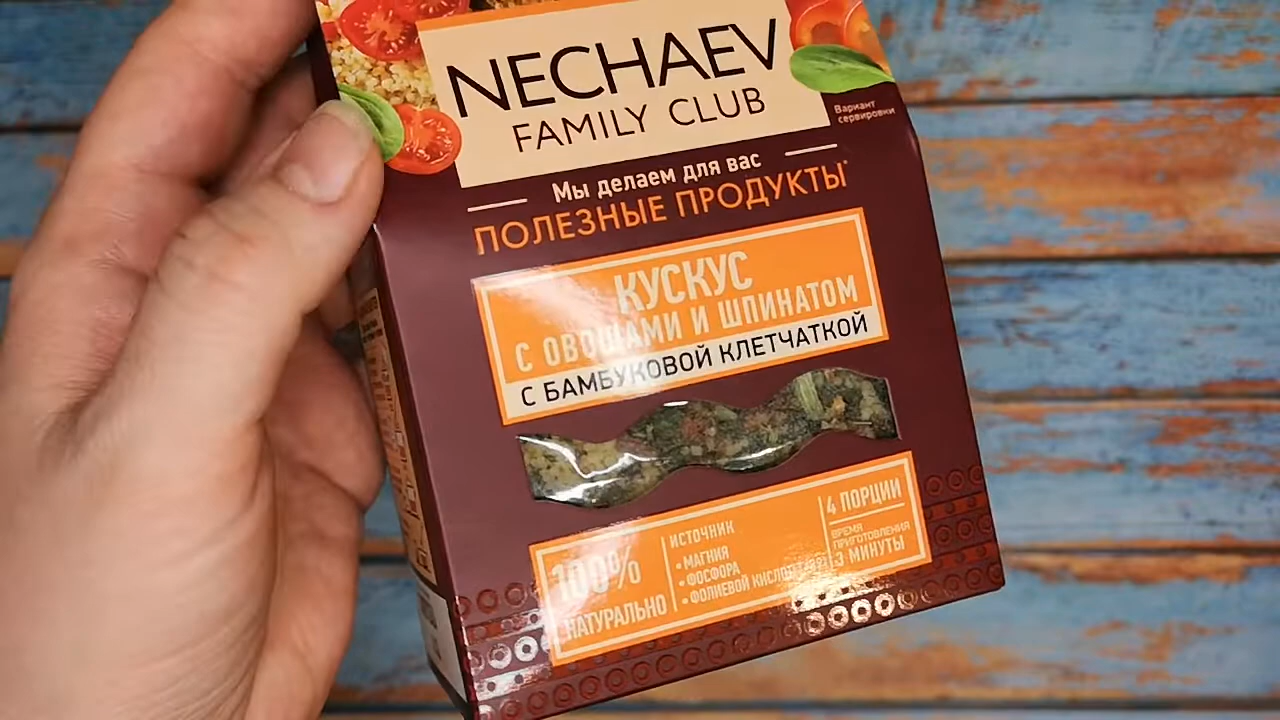 NECHAEV
FAMILY CLUB
Вариант
сервировки
Мы делаем для вас
ПОЛЕЗНЫЕ ПРОДУКТЫ*
КУСКУС
С ОВОЩАМИ И ШПИНАТОМ
С БАМБУКОВОЙ КЛЕТЧАТКОЙ
100%
НАТУРАЛЬНО
ИСТОЧНИК
• МАГНИЯ
• ФОСФОРА
• ФОЛИЕВОЙ КИСЛОТЫ
4 ПОРЦИИ
ВРЕМЯ
ПРИГОТОВЛЕНИЯ
3 МИНУТЫ